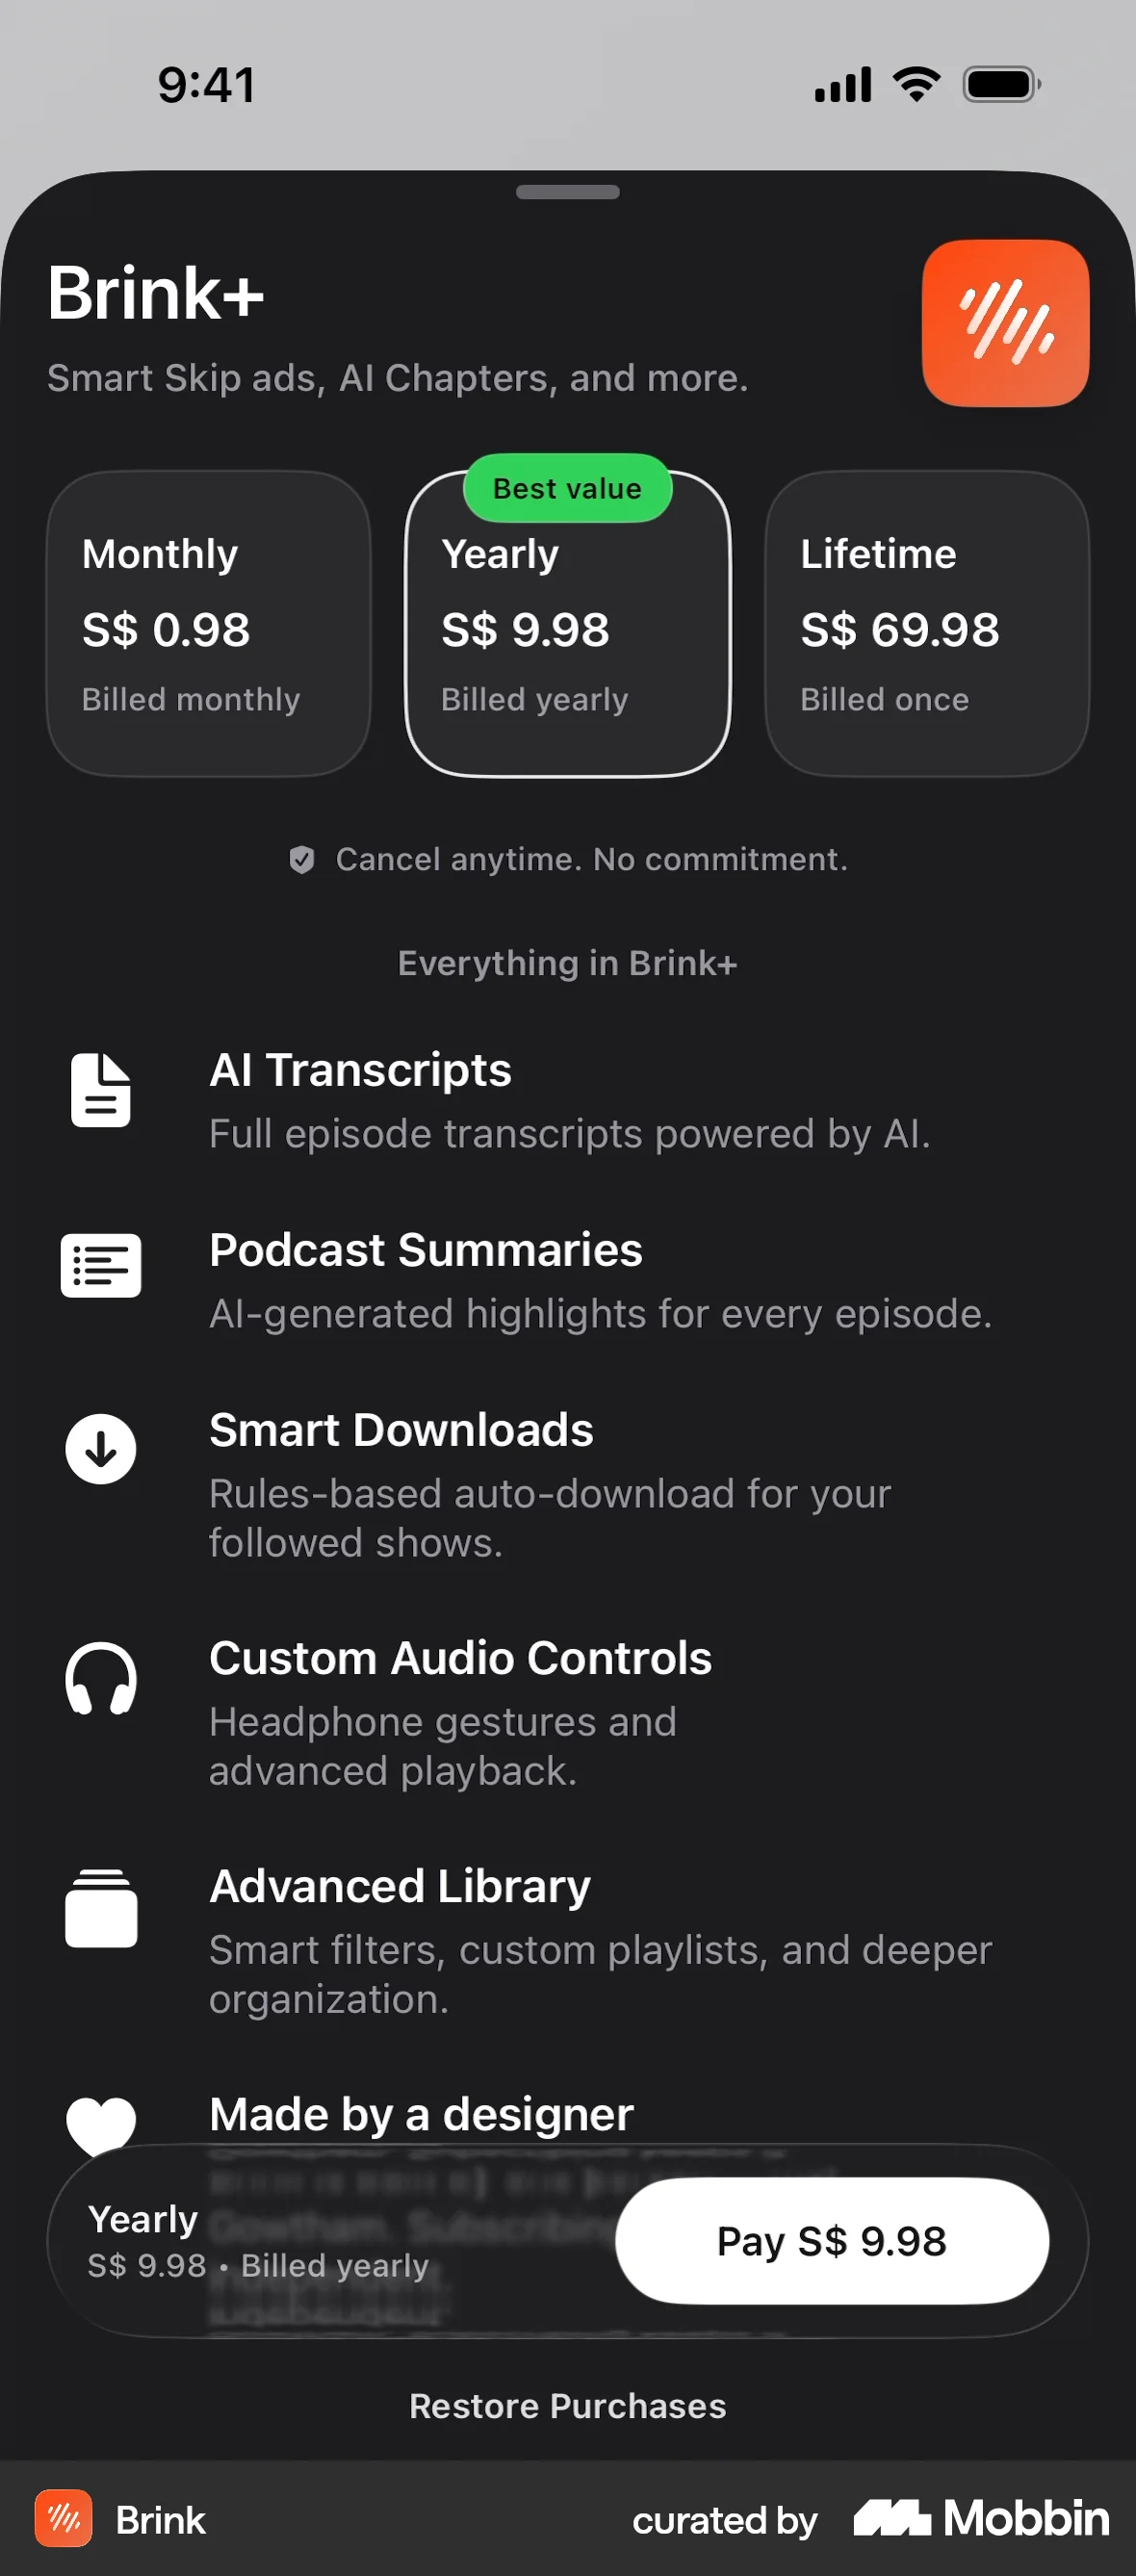 9:41
Brink+
Smart Skip ads, AI Chapters, and more.
Best value
Monthly
S$ 0.98
Billed monthly
Yearly
S$ 9.98
Billed yearly
Lifetime
S$ 69.98
Billed once
Cancel anytime. No commitment.
Everything in Brink+
AI Transcripts
Full episode transcripts powered by AI.
Podcast Summaries
AI-generated highlights for every episode.
Smart Downloads
Rules-based auto-download for your
followed shows.
Custom Audio Controls
Headphone gestures and
advanced playback.
Advanced Library
Smart filters, custom playlists, and deeper
organization.
Made by a designer
Gowtham. Subscribing
Yearly
S$ 9.98 • Billed yearly
Pay S$ 9.98
Restore Purchases
Brink
curated by Mobbin